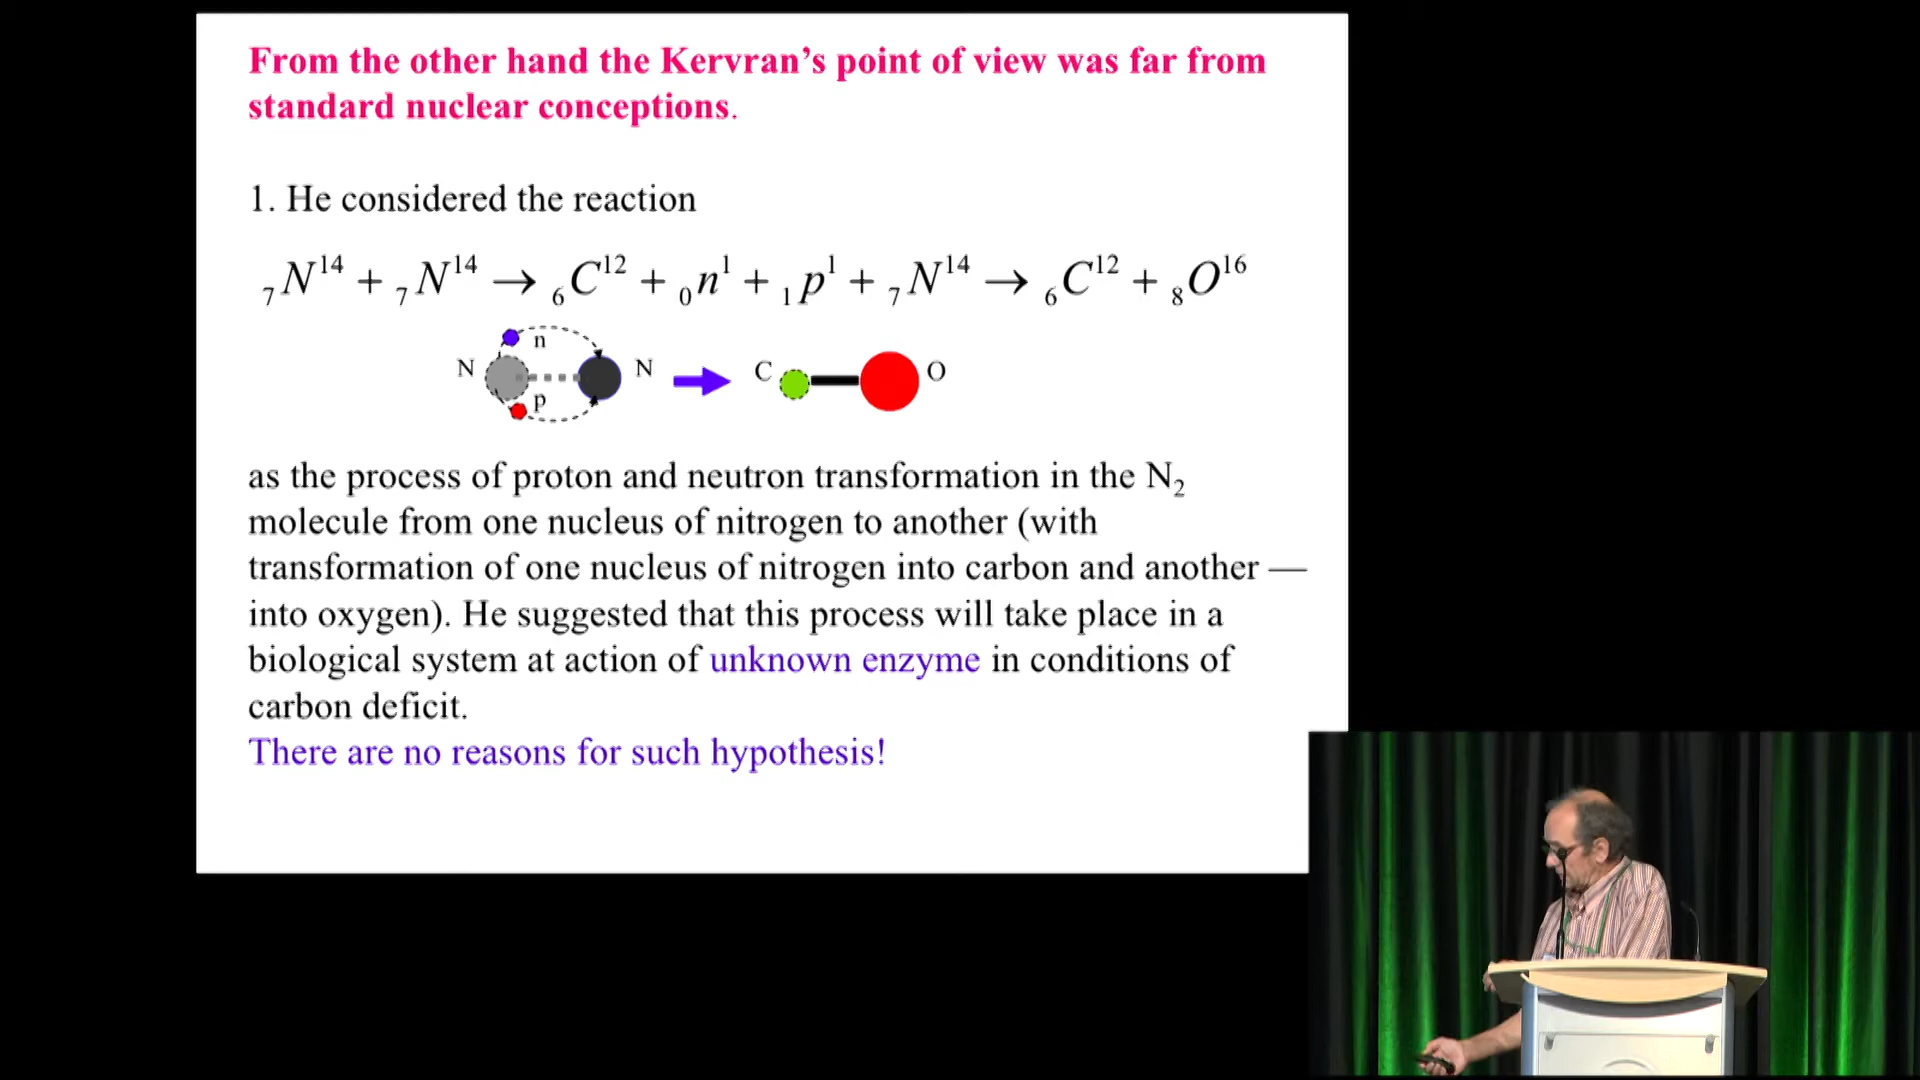 From the other hand the Kervran’s point of view was far from
standard nuclear conceptions.
1. He considered the reaction
₇N¹⁴ + ₇N¹⁴ → ₆C¹² + ₀n¹ + ₁p¹ + ₇N¹⁴ → ₆C¹² + ₈O¹⁶
n
N N C O
p
as the process of proton and neutron transformation in the N₂
molecule from one nucleus of nitrogen to another (with
transformation of one nucleus of nitrogen into carbon and another —
into oxygen). He suggested that this process will take place in a
biological system at action of unknown enzyme in conditions of
carbon deficit.
There are no reasons for such hypothesis!